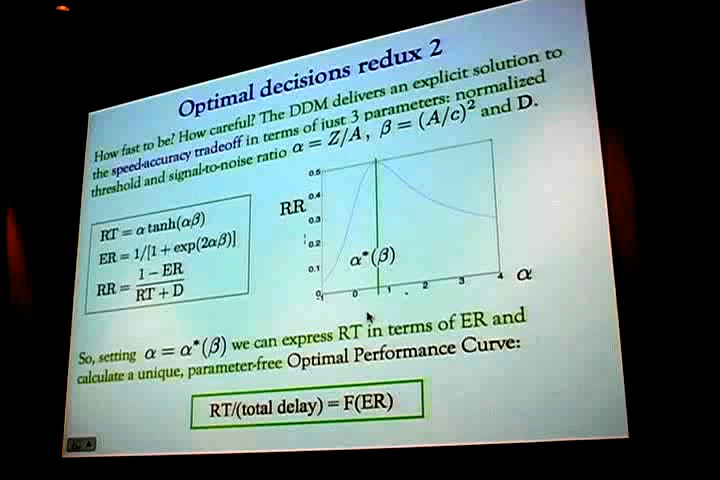 Optimal decisions redux 2
How fast to be? How careful? The DDM delivers an explicit solution to
the speed-accuracy tradeoff in terms of just 3 parameters: normalized
threshold and signal-to-noise ratio α = Z/A, β = (A/c)² and D.
RT = α tanh(αβ)
ER = 1/[1 + exp(2αβ)]
RR = (1 − ER)/(RT + D)
RR
0.5
0.4
0.3
0.2
0.1
0
α*(β)
0 1 2 3 4
α
So, setting α = α*(β) we can express RT in terms of ER and
calculate a unique, parameter-free Optimal Performance Curve:
RT/(total delay) = F(ER)